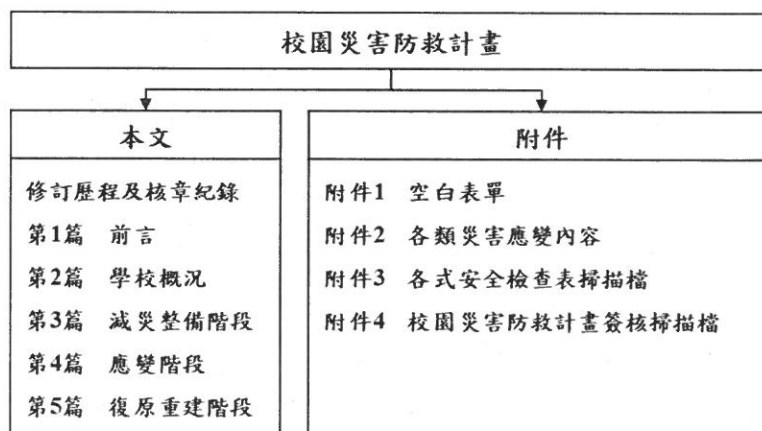 校園災害防救計畫
本文
修訂歷程及核章紀錄
第1篇 前言
第2篇 學校概況
第3篇 減災整備階段
第4篇 應變階段
第5篇 復原重建階段
附件
附件1 空白表單
附件2 各類災害應變內容
附件3 各式安全檢查表掃描檔
附件4 校園災害防救計畫簽核掃描檔